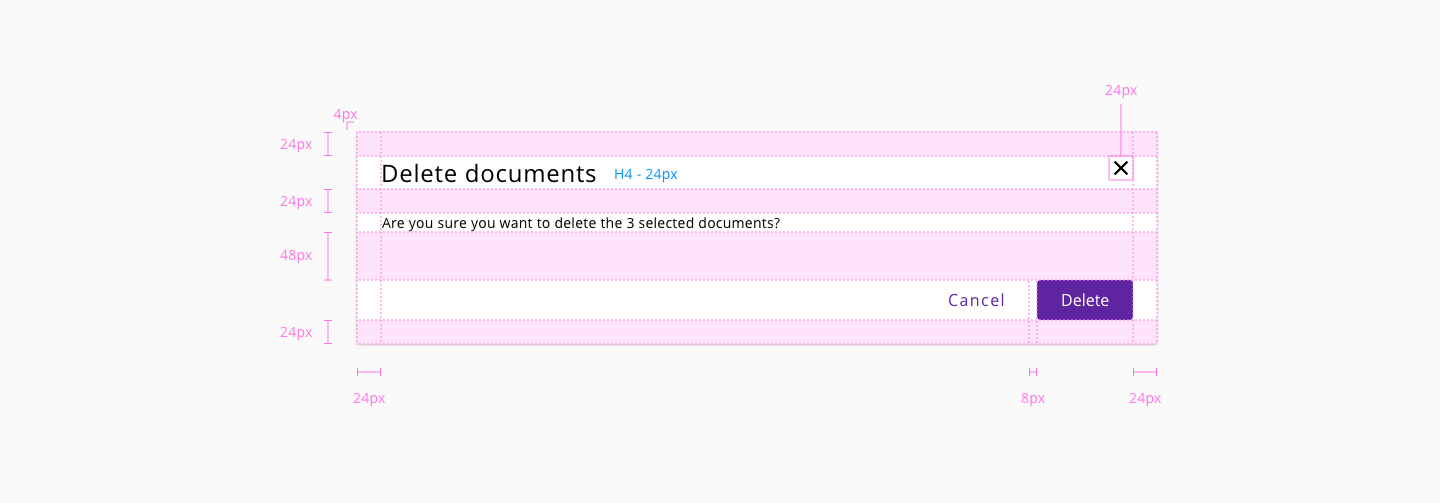 24px
4px
24px
Delete documents H4 - 24px
24px
Are you sure you want to delete the 3 selected documents?
48px
Cancel Delete
24px
24px 8px 24px